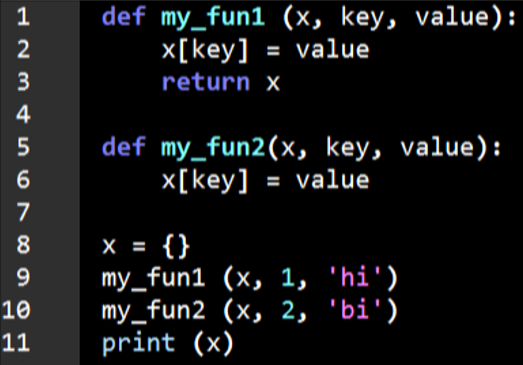 1 def my_fun1 (x, key, value):
2 x[key] = value
3 return x
4
5 def my_fun2(x, key, value):
6 x[key] = value
7
8 x = {}
9 my_fun1 (x, 1, 'hi')
10 my_fun2 (x, 2, 'bi')
11 print (x)